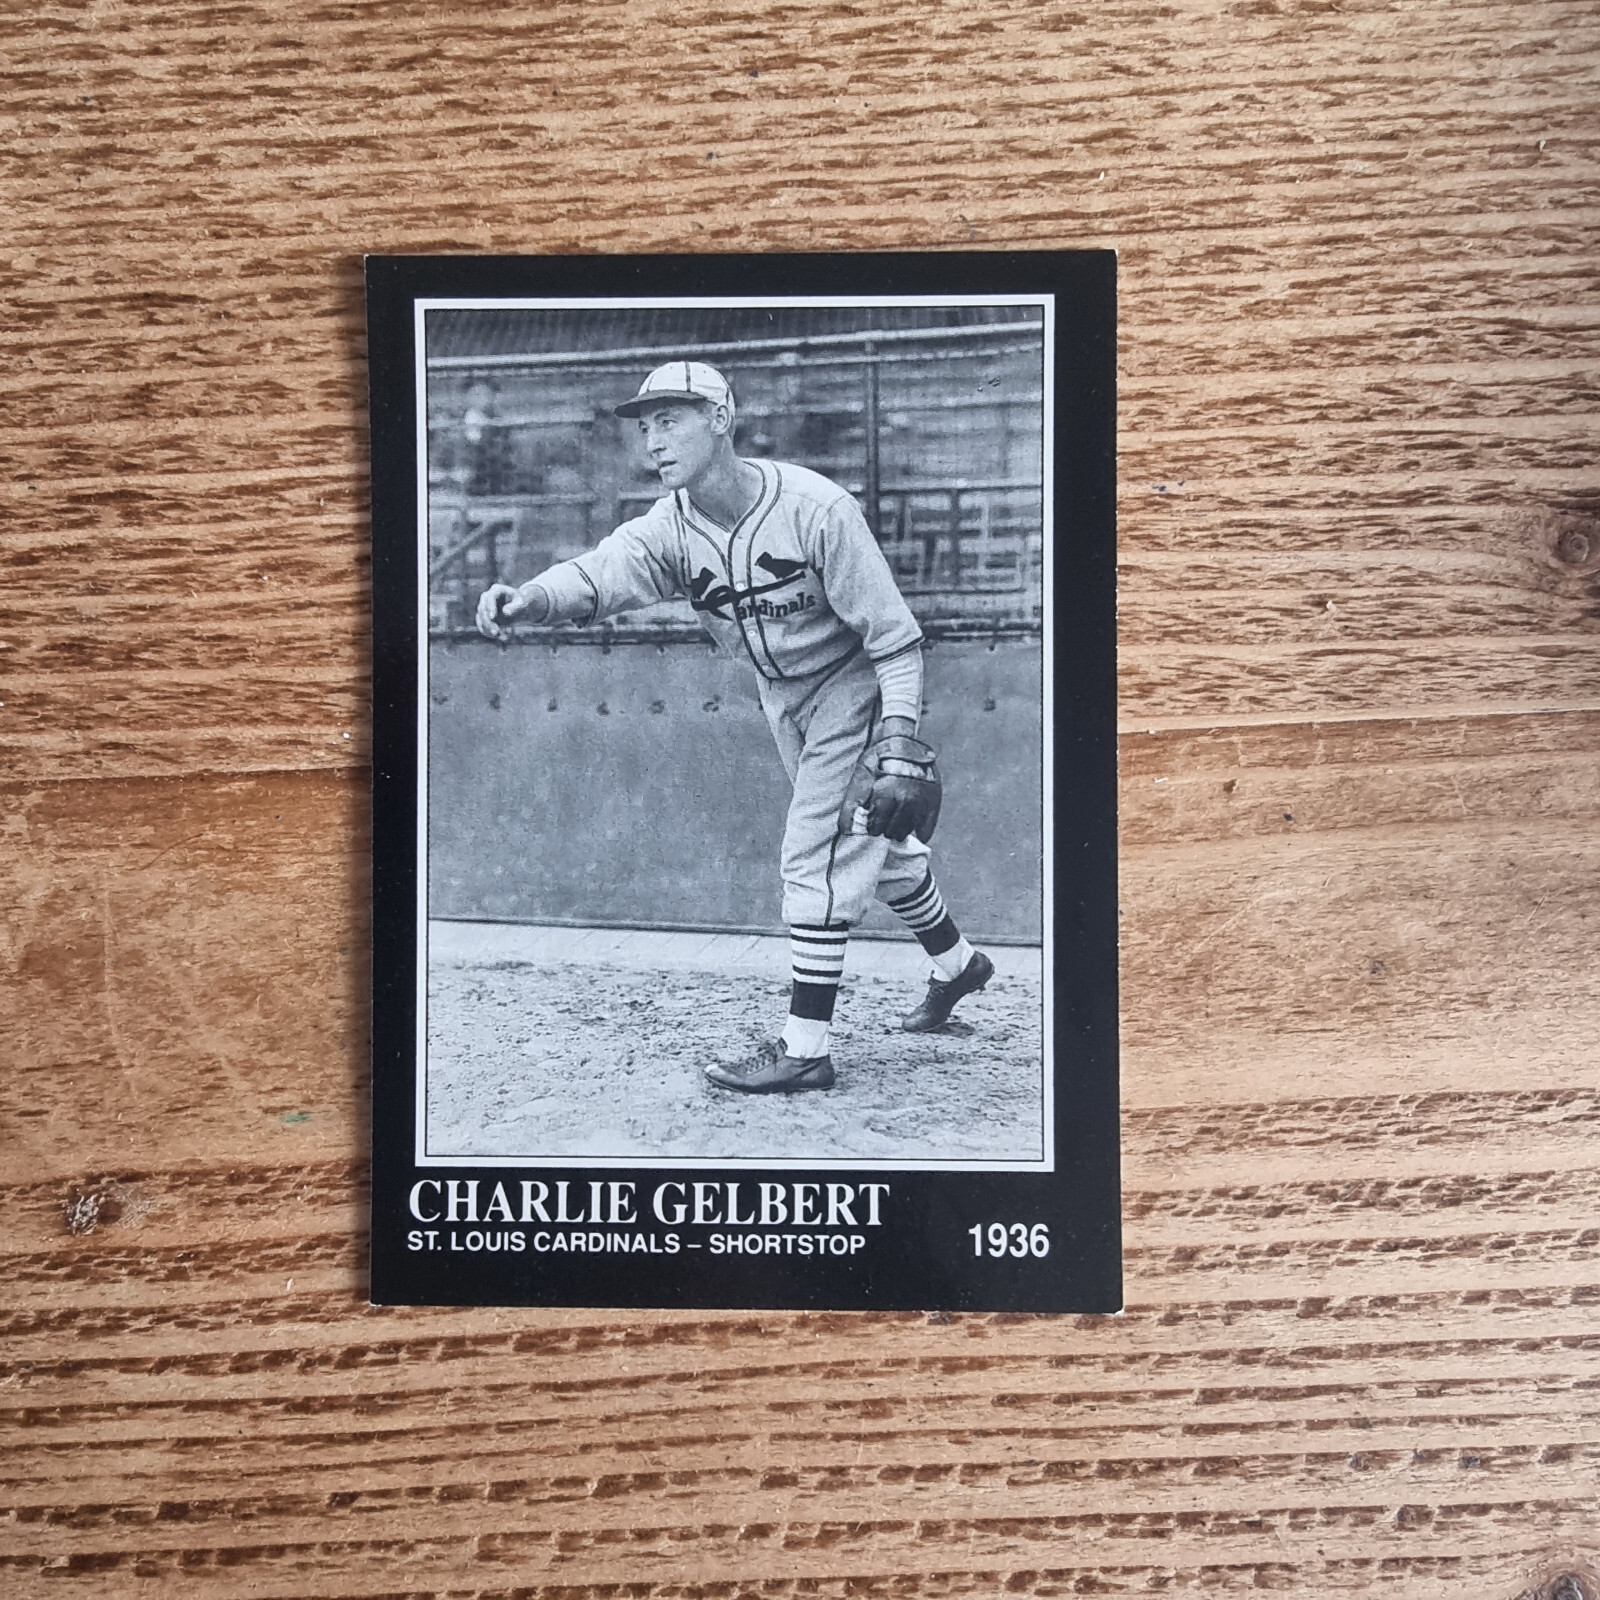 Cardinals
CHARLIE GELBERT
ST. LOUIS CARDINALS – SHORTSTOP
1936